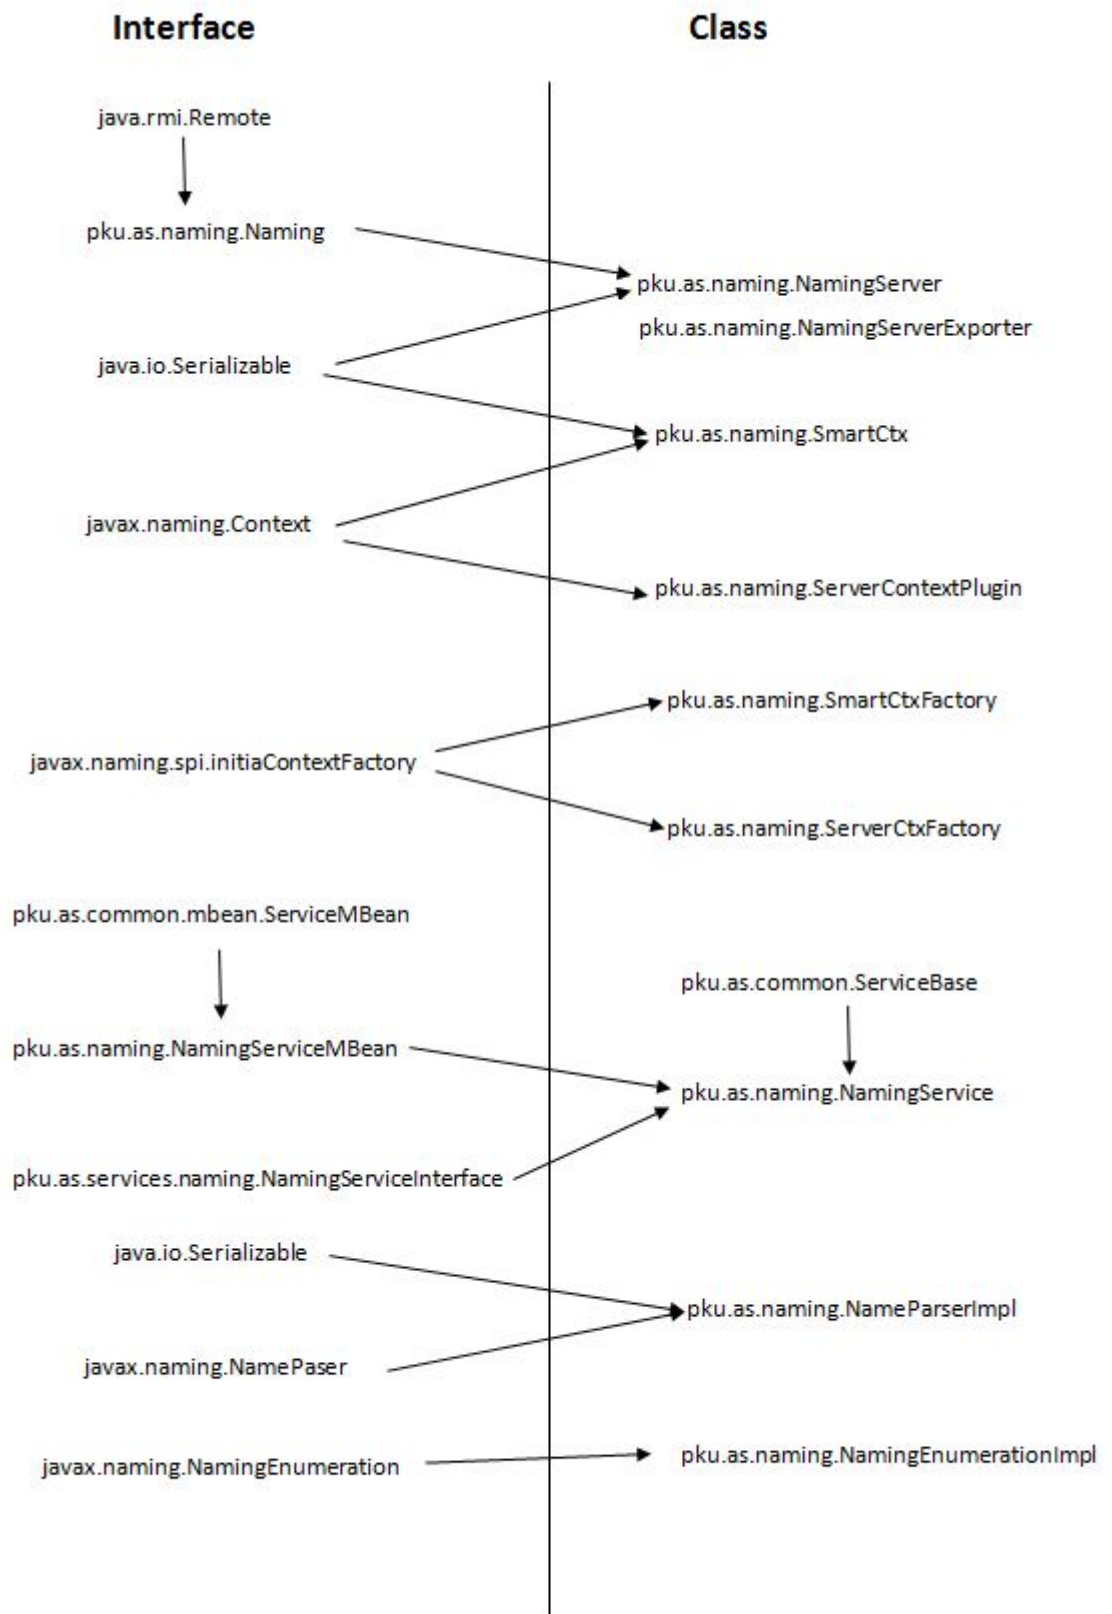 Interface
Class
java.rmi.Remote
pku.as.naming.Naming
pku.as.naming.NamingServer
pku.as.naming.NamingServerExporter
java.io.Serializable
pku.as.naming.SmartCtx
javax.naming.Context
pku.as.naming.ServerContextPlugin
pku.as.naming.SmartCtxFactory
javax.naming.spi.initiaContextFactory
pku.as.naming.ServerCtxFactory
pku.as.common.mbean.ServiceMBean
pku.as.common.ServiceBase
pku.as.naming.NamingServiceMBean
pku.as.naming.NamingService
pku.as.services.naming.NamingServiceInterface
java.io.Serializable
pku.as.naming.NameParserImpl
javax.naming.NamePaser
javax.naming.NamingEnumeration
pku.as.naming.NamingEnumerationImpl